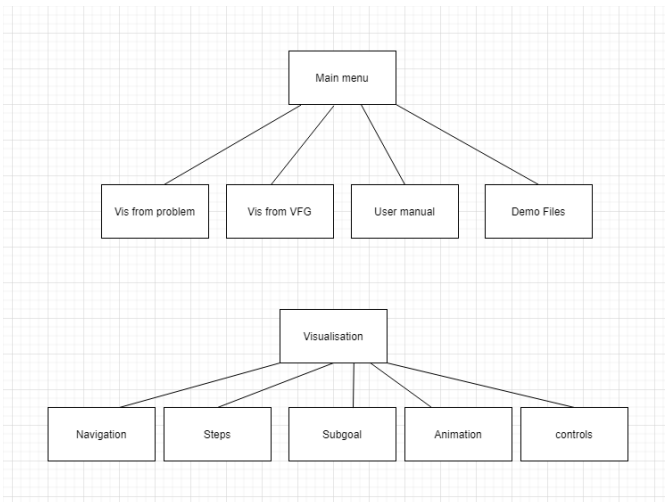 Main menu
Vis from problem
Vis from VFG
User manual
Demo Files
Visualisation
Navigation
Steps
Subgoal
Animation
controls